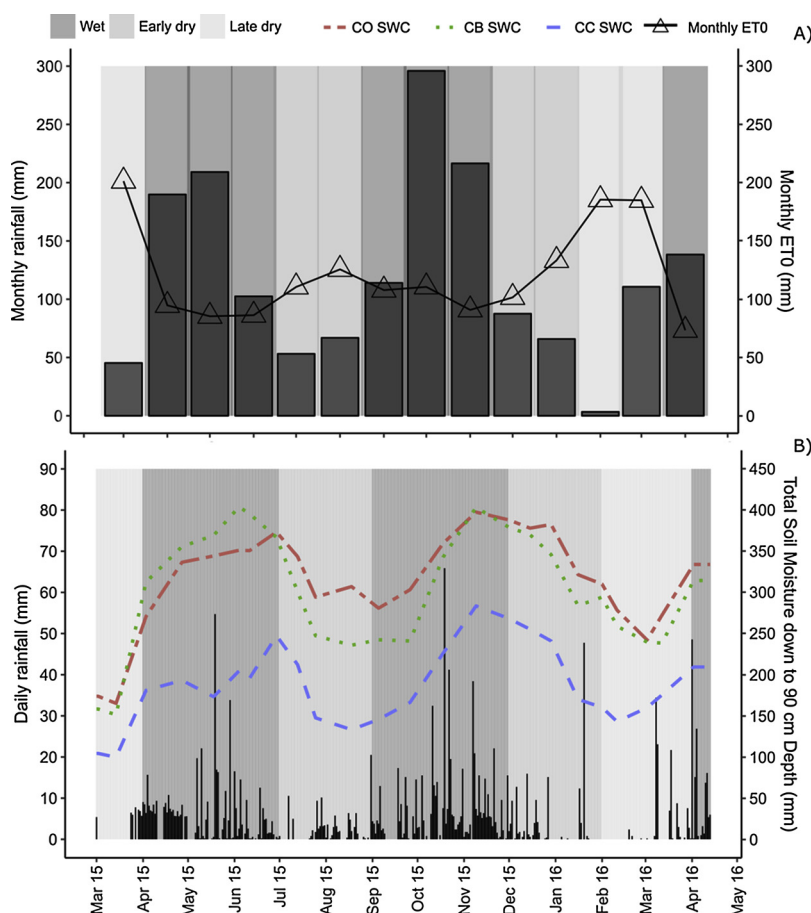 Wet Early dry Late dry CO SWC CB SWC CC SWC Monthly ET0
A)
Monthly rainfall (mm)
300
250
200
150
100
50
0
300
250
200
150
100
50
0
Monthly ET0
B)
Daily rainfall (mm)
90
80
70
60
50
40
30
20
10
0
450
400
350
300
250
200
150
100
50
0
Total Soil Moisture down to 90 cm Depth (mm)
Mar 15
Apr 15
May 15
Jun 15
Jul 15
Aug 15
Sep 15
Oct 15
Nov 15
Dec 15
Jan 16
Feb 16
Mar 16
Apr 16
May 16